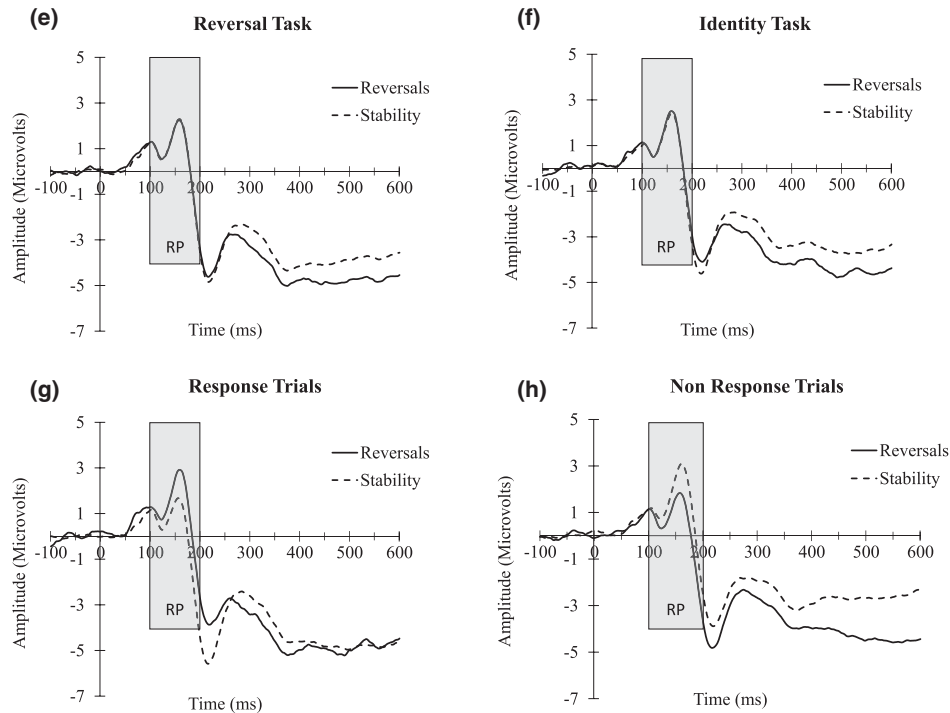 (e)
Reversal Task
5
3
1
-1
-3
-5
-7
-100 0 100 200 300 400 500 600
Amplitude (Microvolts)
Time (ms)
RP
Reversals
Stability
(f)
Identity Task
5
3
1
-1
-3
-5
-7
-100 0 100 200 300 400 500 600
Amplitude (Microvolts)
Time (ms)
RP
Reversals
Stability
(g)
Response Trials
5
3
1
-1
-3
-5
-7
-100 0 100 200 300 400 500 600
Amplitude (Microvolts)
Time (ms)
RP
Reversals
Stability
(h)
Non Response Trials
5
3
1
-1
-3
-5
-7
-100 0 100 200 300 400 500 600
Amplitude (Microvolts)
Time (ms)
RP
Reversals
Stability